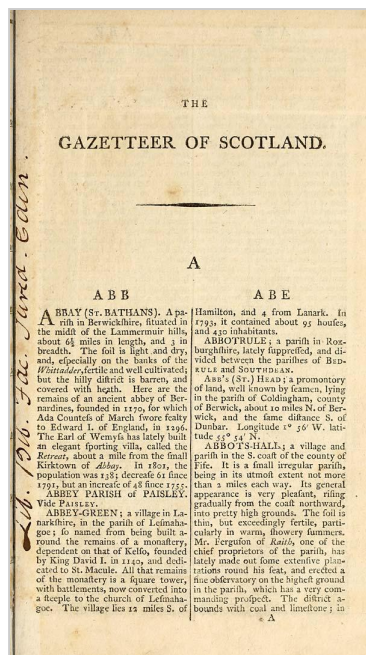 THE
GAZETTEER OF SCOTLAND.
A
ABB
ABBAY (ST. BATHANS). A pa-
riſh in Berwickſhire, ſituated in
the midſt of the Lammermuir hills,
about 6½ miles in length, and 3 in
breadth. The ſoil is light and dry,
and, eſpecially on the banks of the
Whittadder, fertile and well cultivated;
but the hilly diſtrict is barren, and
covered with heath. Here are the
remains of an ancient abbey of Ber-
nardines, founded in 1170, for which
Ada Counteſs of March ſwore fealty
to Edward I. of England, in 1296.
The Earl of Wemyſs has lately built
an elegant ſporting villa, called the
Retreat, about a mile from the ſmall
Kirktown of Abbay. In 1801, the
population was 138; decreaſe 61 ſince
1791, but an increaſe of 48 ſince 1755.
ABBEY PARISH of PAISLEY.
Vide PAISLEY.
ABBEY-GREEN; a village in La-
narkſhire, in the pariſh of Leſmaha-
goe; ſo named from being built a-
round the remains of a monaſtery,
dependent on that of Kelſo, founded
by King David I. in 1140, and dedi-
cated to St. Macule. All that remains
of the monaſtery is a ſquare tower,
with battlements, now converted into
a ſteeple to the church of Leſmaha-
goe. The village lies 12 miles S. of
ABE
Hamilton, and 4 from Lanark. In
1793, it contained about 95 houſes,
and 430 inhabitants.
ABBOTRULE; a pariſh in Rox-
burghſhire, lately ſuppreſſed, and di-
vided between the pariſhes of BED-
RULE and SOUTHDEAN.
ABB'S (ST.) HEAD; a promontory
of land, well known by ſeamen, lying
in the pariſh of Coldingham, county
of Berwick, about 10 miles N. of Ber-
wick, and the ſame diſtance S. of
Dunbar. Longitude 1° 56' W. lati-
tude 55° 54' N.
ABBOTS-HALL; a village and
pariſh in the S. coaſt of the county of
Fife. It is a ſmall irregular pariſh,
being in its utmoſt extent not more
than 2 miles each way. Its general
appearance is very pleaſant, riſing
gradually from the coaſt northward,
into pretty high grounds. The ſoil is
thin, but exceedingly fertile, parti-
cularly in warm, ſhowery ſummers.
Mr. Ferguſon of Raith, one of the
chief proprietors of the pariſh, has
lately made out ſome extenſive plan-
tations round his ſeat, and erected a
fine obſervatory on the higheſt ground
in the pariſh, which has a very com-
manding proſpect. The diſtrict a-
bounds with coal and limeſtone; in
A
Lib. Fac. Jurid. Edin.